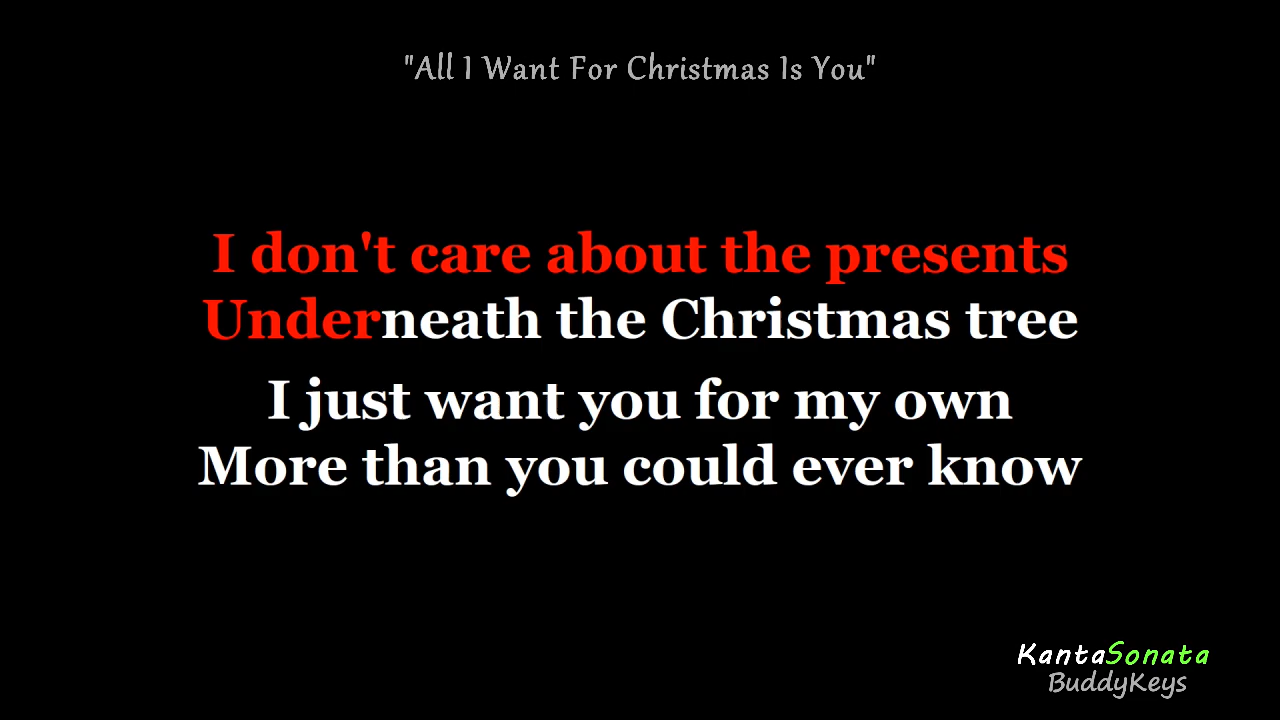 "All I Want For Christmas Is You"
I don't care about the presents
Underneath the Christmas tree
I just want you for my own
More than you could ever know
KantaSonata
BuddyKeys